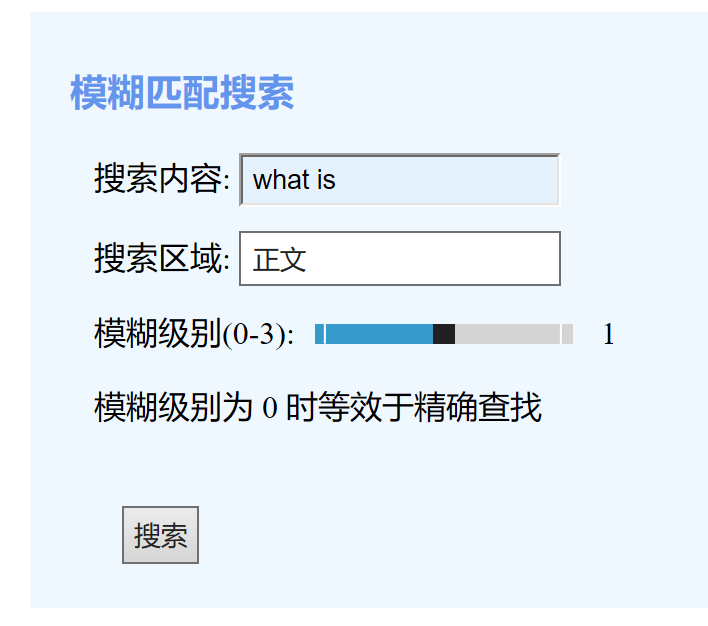 模糊匹配搜索
搜索内容: what is
搜索区域: 正文
模糊级别(0-3): 1
模糊级别为 0 时等效于精确查找
搜索